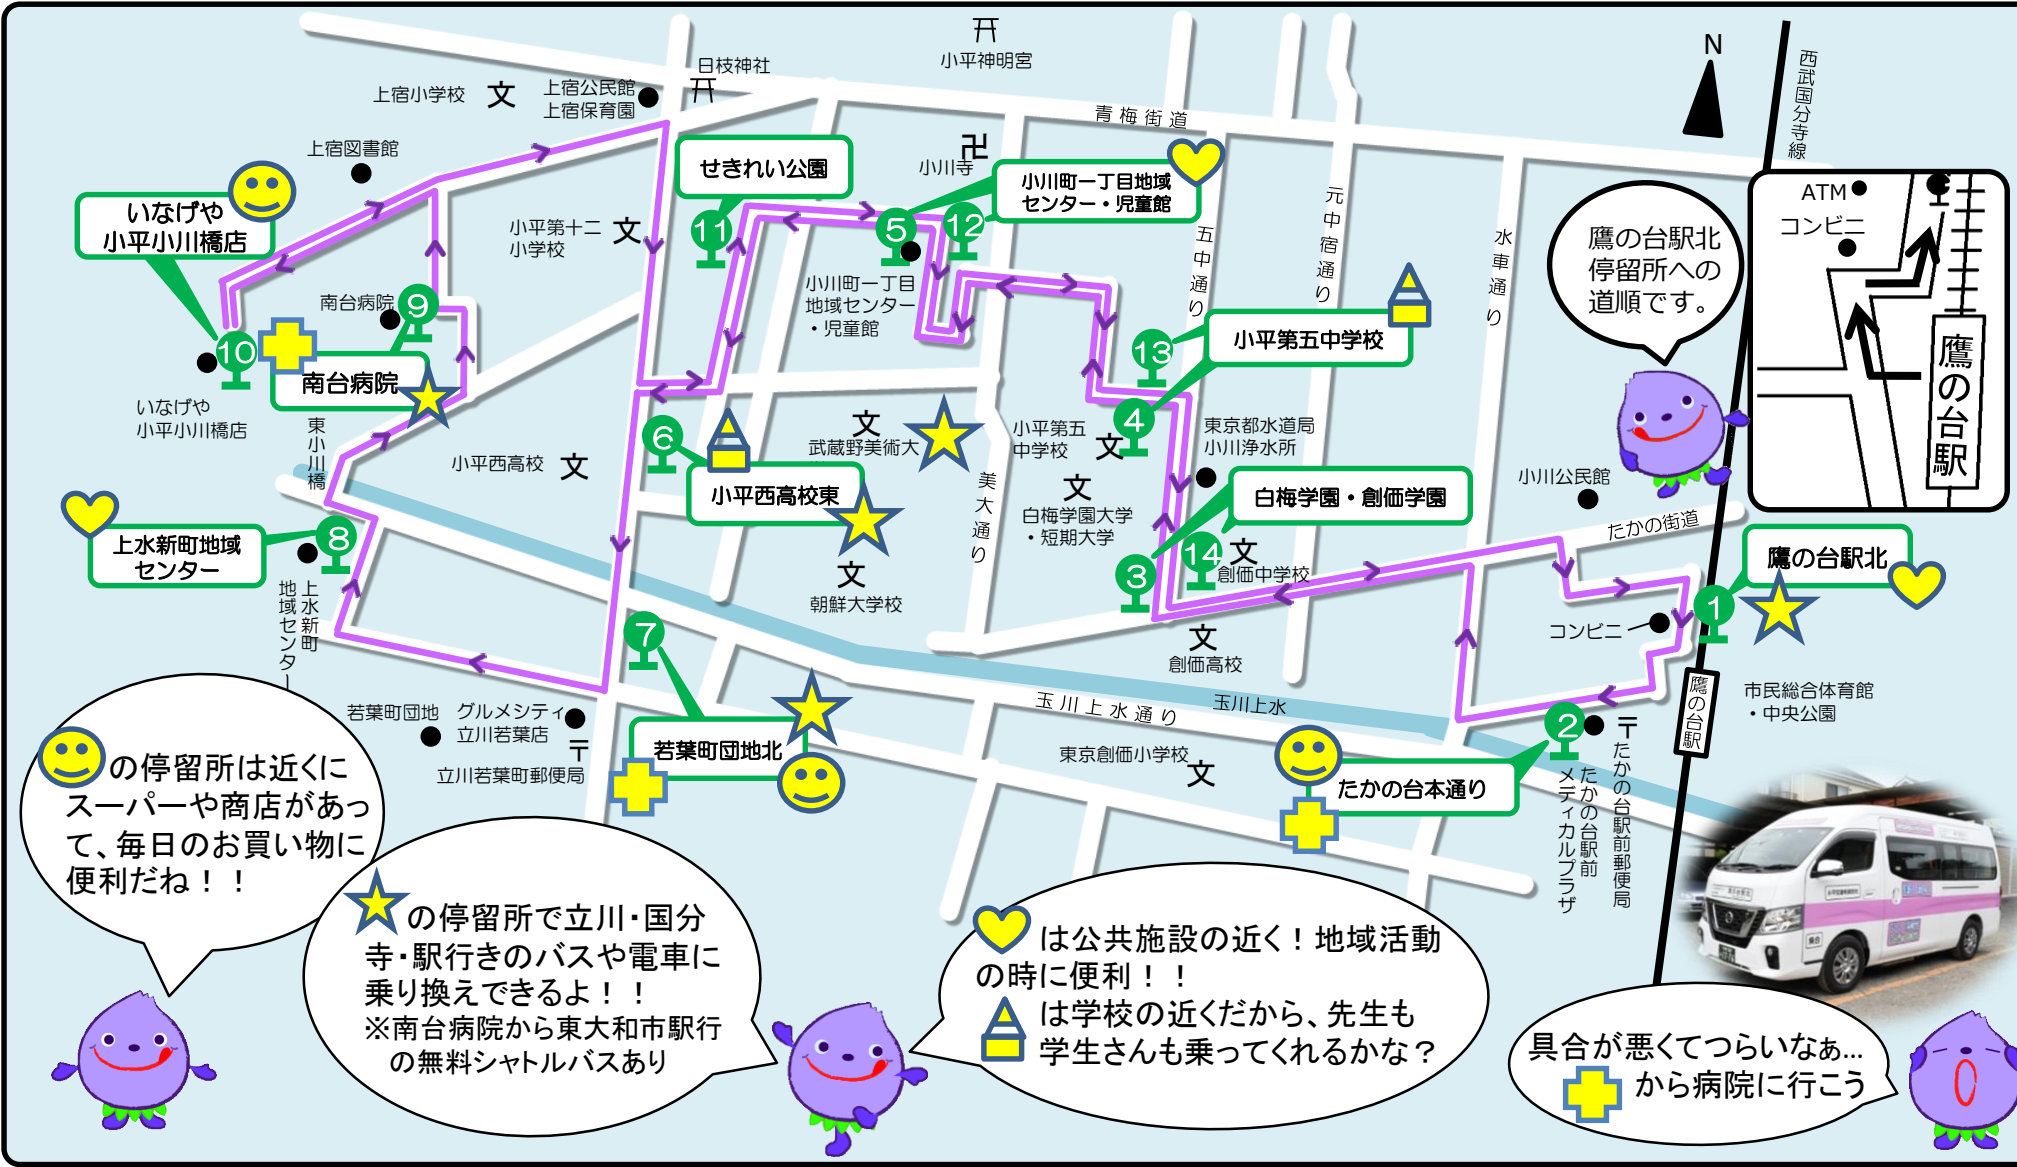 日枝神社
小平神明宮
N
西武国分寺線
上宿小学校
文
上宿公民館
上宿保育園
青梅街道
上宿図書館
せきれい公園
小川寺
小川町一丁目地域
センター・児童館
ATM
コンビニ
いなげや
小平小川橋店
小平第十二
小学校
文
11
5
12
五中通り
元中宿通り
水車通り
鷹の台駅北
停留所への
道順です。
鷹の台駅
南台病院
9
小川町一丁目
地域センター
・児童館
10
南台病院
13
小平第五中学校
いなげや
小平小川橋店
東小川橋
6
文
武蔵野美術大
小平第五
中学校
文
4
東京都水道局
小川浄水所
小平西高校
文
小平西高校東
美大通り
文
白梅学園大学
・短期大学
白梅学園・創価学園
小川公民館
たかの街道
上水新町地域
センター
8
文
朝鮮大学校
3
14
文
創価中学校
鷹の台駅北
1
上水新町
地域センター
7
文
創価高校
コンビニ
鷹の台駅
市民総合体育館
・中央公園
若葉町団地
グルメシティ
立川若葉店
〒
立川若葉町郵便局
若葉町団地北
玉川上水通り
玉川上水
東京創価小学校
文
たかの台本通り
2
〒
たかの台駅前郵便局
たかの台駅前
メディカルプラザ
の停留所は近くに
スーパーや商店があっ
て、毎日のお買い物に
便利だね！！
の停留所で立川・国分
寺・駅行きのバスや電車に
乗り換えできるよ！！
※南台病院から東大和市駅行
の無料シャトルバスあり
は公共施設の近く！地域活動
の時に便利！！
は学校の近くだから、先生も
学生さんも乗ってくれるかな？
具合が悪くてつらいなぁ...
から病院に行こう